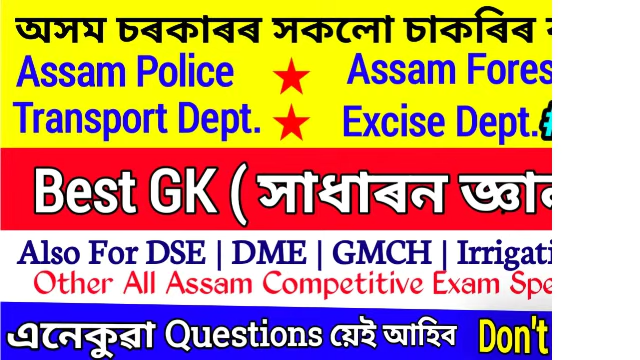 অসম চৰকাৰৰ সকলো চাকৰিৰ
Assam Police ★ Assam Fores
Transport Dept. ★ Excise Dept.#
Best GK ( সাধাৰন জ্ঞান
Also For DSE | DME | GMCH | Irrigati
Other All Assam Competitive Exam Spe
এনেকুৱা Questions য়েই আহিব Don't